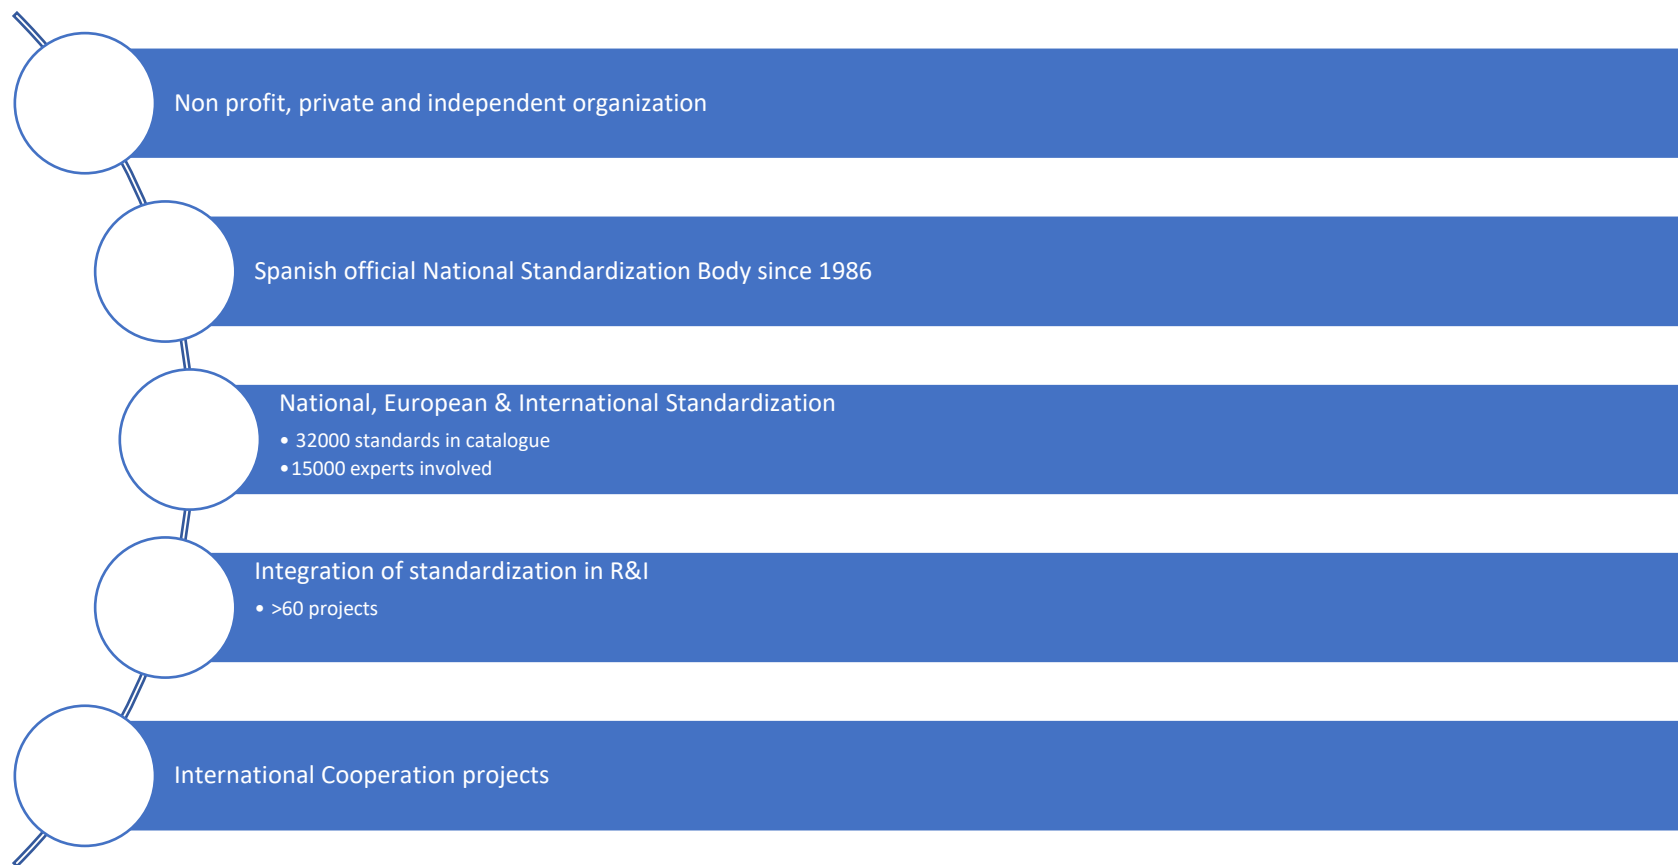 Non profit, private and independent organization
Spanish official National Standardization Body since 1986
National, European & International Standardization
• 32000 standards in catalogue
•15000 experts involved
Integration of standardization in R&I
• >60 projects
International Cooperation projects